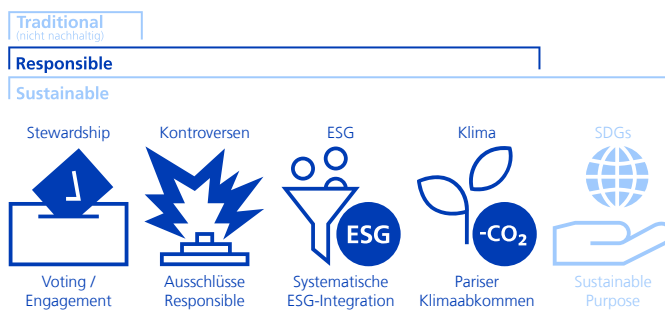 Traditional
(nicht nachhaltig)
Responsible
Sustainable
Stewardship
Kontroversen
ESG
Klima
SDGs
ESG
-CO₂
Voting /
Engagement
Ausschlüsse
Responsible
Systematische
ESG-Integration
Pariser
Klimaabkommen
Sustainable
Purpose